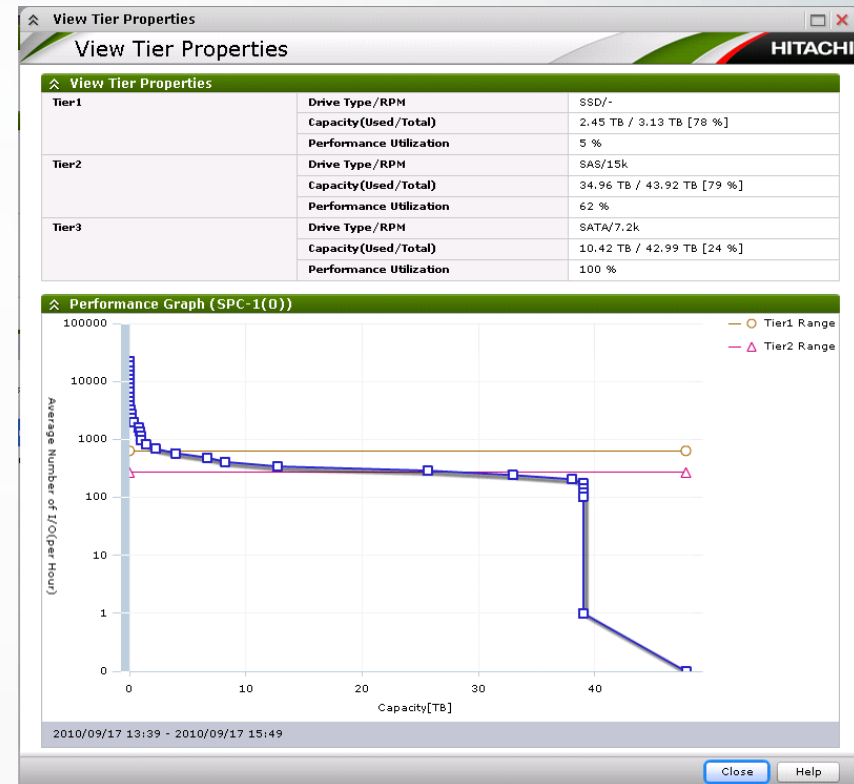 View Tier Properties
View Tier Properties
HITACHI
View Tier Properties
Tier1 Drive Type/RPM SSD/-
Capacity(Used/Total) 2.45 TB / 3.13 TB [78 %]
Performance Utilization 5 %
Tier2 Drive Type/RPM SAS/15k
Capacity(Used/Total) 34.96 TB / 43.92 TB [79 %]
Performance Utilization 62 %
Tier3 Drive Type/RPM SATA/7.2k
Capacity(Used/Total) 10.42 TB / 42.99 TB [24 %]
Performance Utilization 100 %
Performance Graph (SPC-1(0))
Average Number of I/O(per Hour)
100000
10000
1000
100
10
1
0
0 10 20 30 40
Capacity[TB]
Tier1 Range
Tier2 Range
2010/09/17 13:39 - 2010/09/17 15:49
Close Help